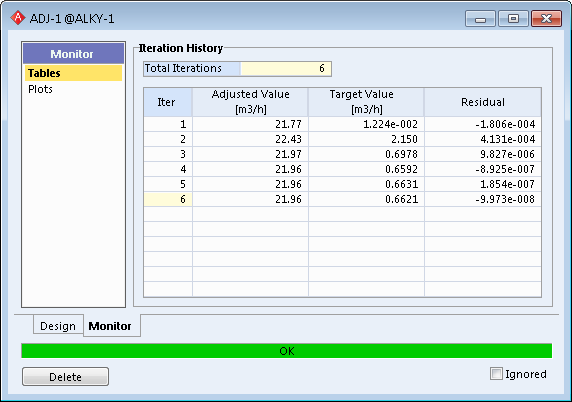 A ADJ-1 @ALKY-1
Monitor
Tables
Plots
Iteration History
Total Iterations 6
Iter Adjusted Value [m3/h] Target Value [m3/h] Residual
1 21.77 1.224e-002 -1.806e-004
2 22.43 2.150 4.131e-004
3 21.97 0.6978 9.827e-006
4 21.96 0.6592 -8.925e-007
5 21.96 0.6631 1.854e-007
6 21.96 0.6621 -9.973e-008
Design Monitor
OK
Delete Ignored